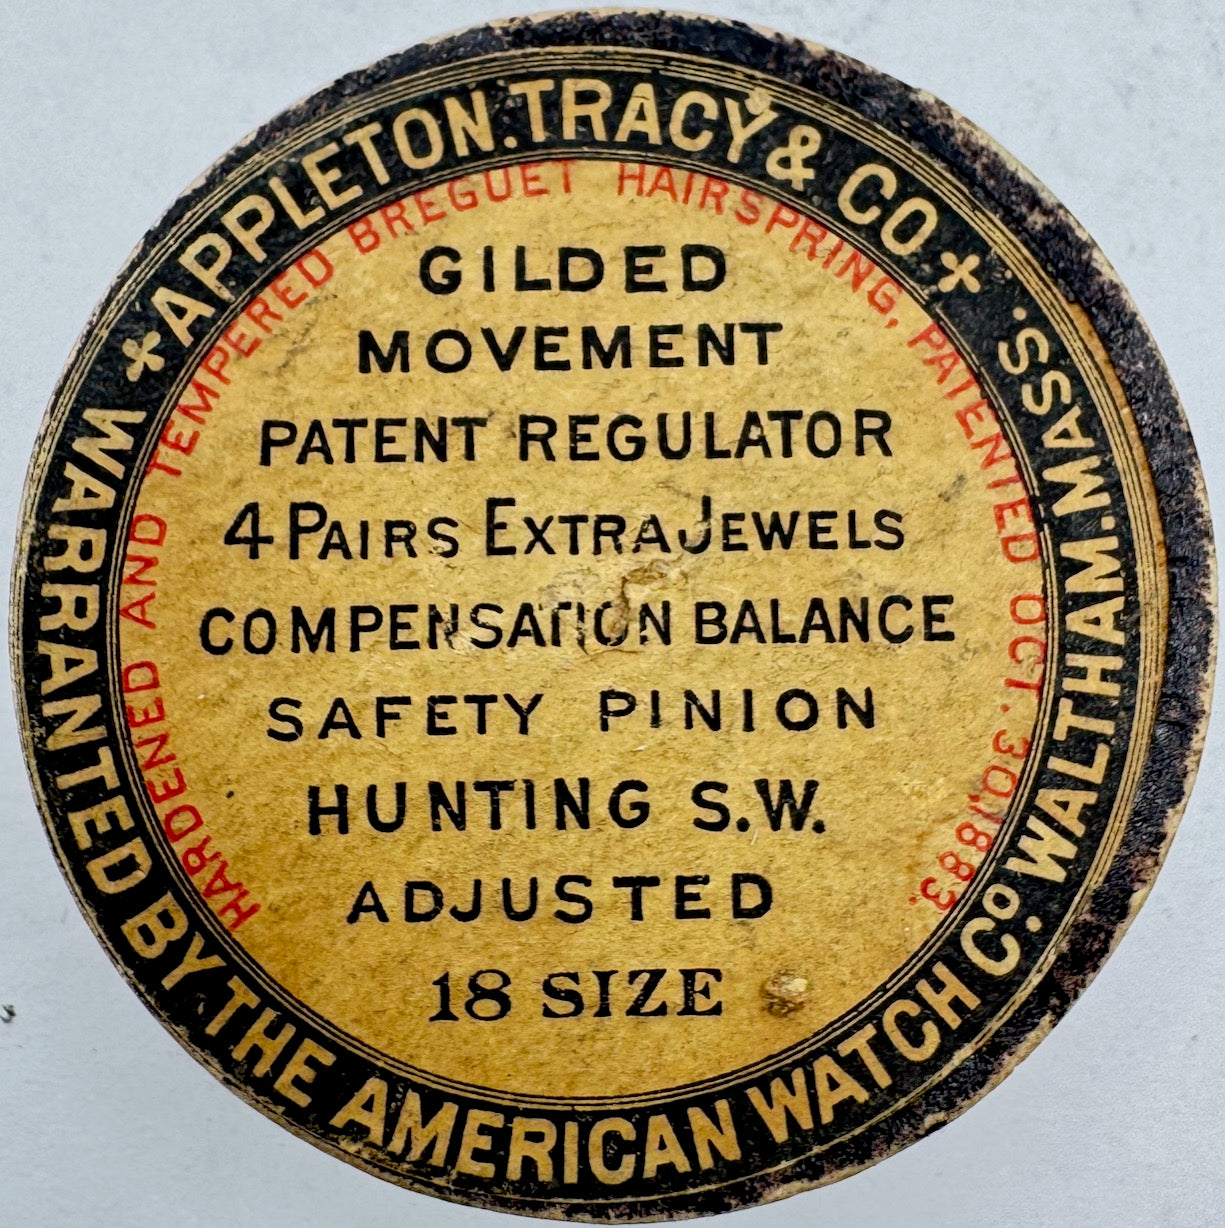 APPLETON. TRACY & CO
WARRANTED BY THE AMERICAN WATCH Co. WALTHAM. MASS.
HARDENED AND TEMPERED BREGUET HAIRSPRING, PATENTED OCT. 30, 1883.
GILDED
MOVEMENT
PATENT REGULATOR
4 PAIRS EXTRA JEWELS
COMPENSATION BALANCE
SAFETY PINION
HUNTING S.W.
ADJUSTED
18 SIZE